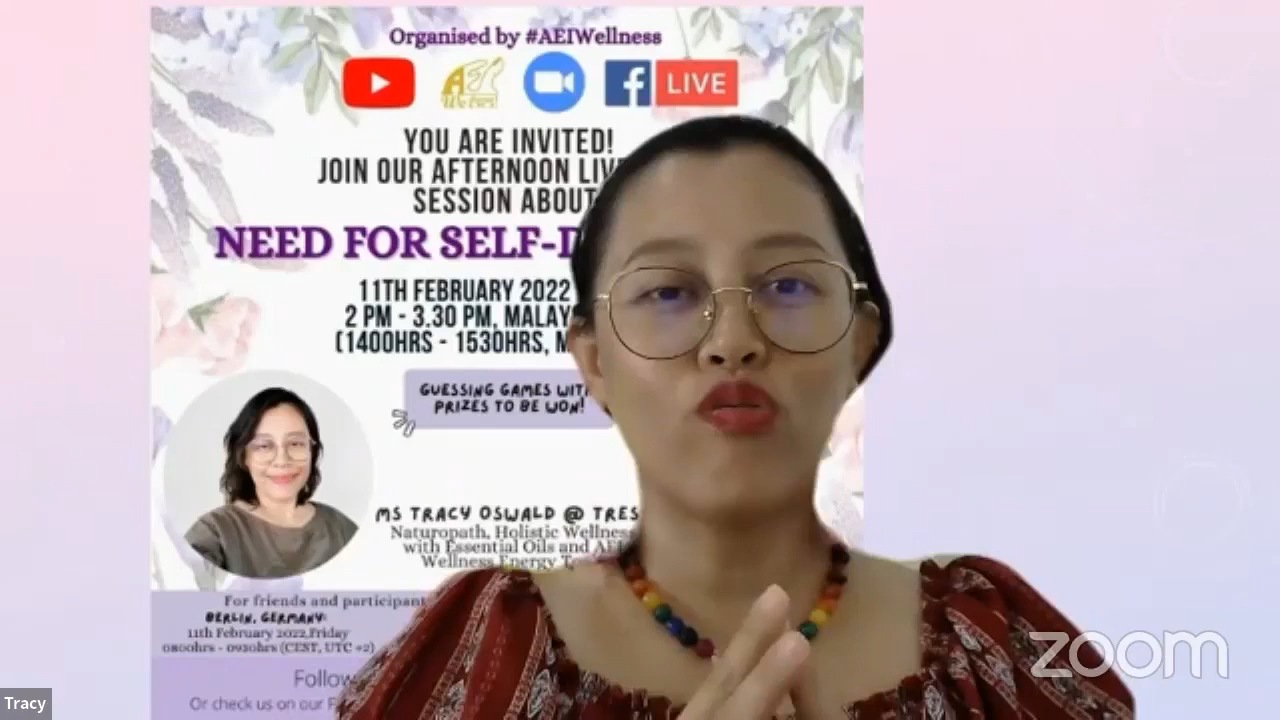 Organised by #AEIWellness
LIVE
YOU ARE INVITED!
JOIN OUR AFTERNOON LIV
SESSION ABOUT
NEED FOR SELF-D
11TH FEBRUARY 2022
2 PM - 3.30 PM, MALAY
(1400HRS - 1530HRS, M
GUESSING GAMES WITH
PRIZES TO BE WON!
MS TRACY OSWALD @ TRES
Naturopath, Holistic Wellness
with Essential Oils and AEI
Wellness Energy
For friends and participant
BERLIN, GERMANY:
11th February 2022,Friday
0800hrs - 0930hrs (CEST, UTC +2)
Follow
Or check us on our
zoom
Tracy